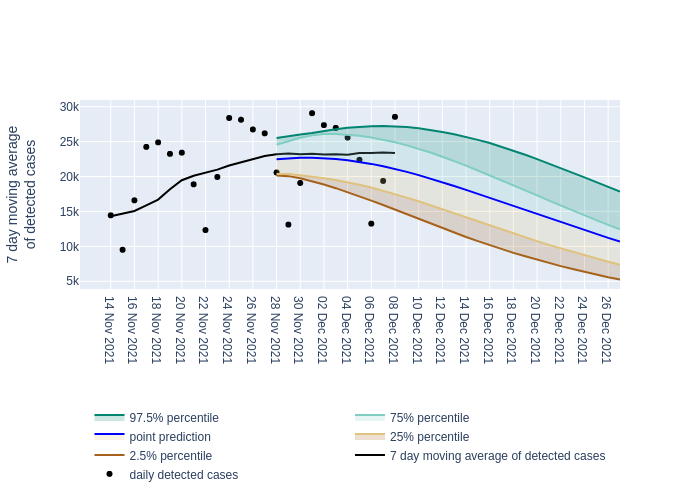 7 day moving average
of detected cases
30k
25k
20k
15k
10k
5k
14 Nov 2021
16 Nov 2021
18 Nov 2021
20 Nov 2021
22 Nov 2021
24 Nov 2021
26 Nov 2021
28 Nov 2021
30 Nov 2021
02 Dec 2021
04 Dec 2021
06 Dec 2021
08 Dec 2021
10 Dec 2021
12 Dec 2021
14 Dec 2021
16 Dec 2021
18 Dec 2021
20 Dec 2021
22 Dec 2021
24 Dec 2021
26 Dec 2021
97.5% percentile
75% percentile
point prediction
25% percentile
2.5% percentile
7 day moving average of detected cases
daily detected cases